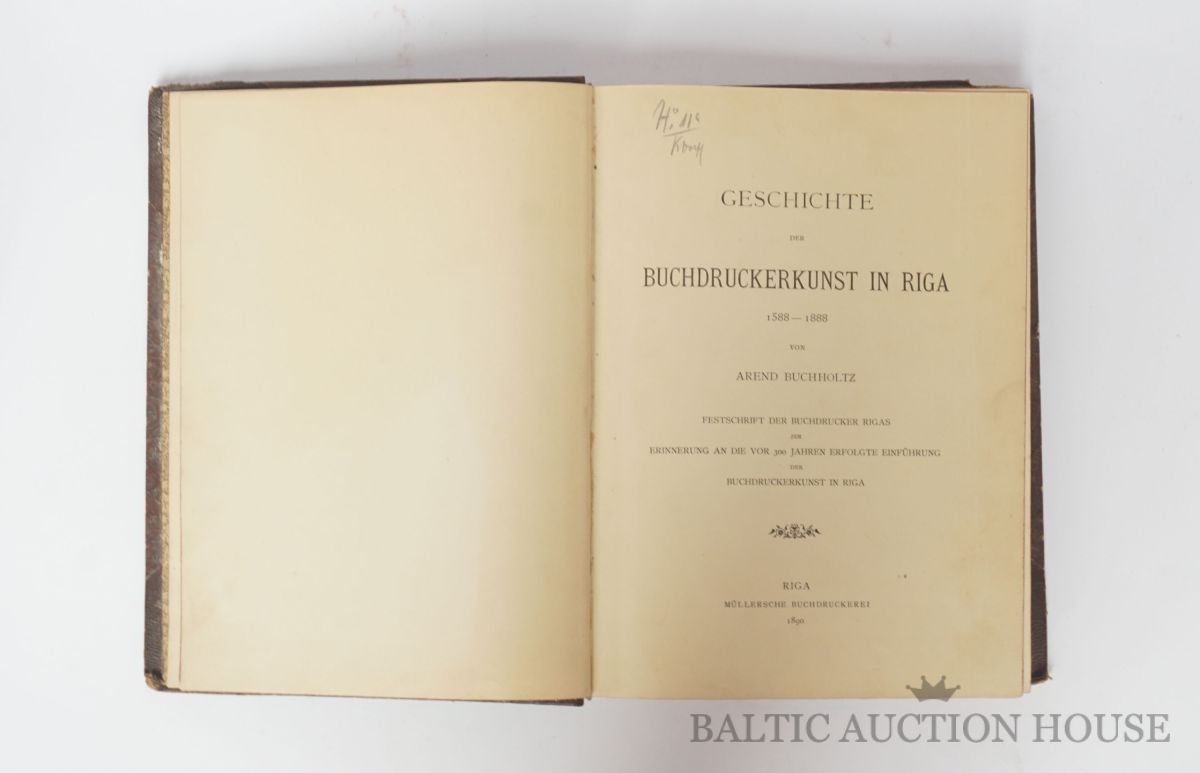 GESCHICHTE
DER
BUCHDRUCKERKUNST IN RIGA
1588 — 1888
VON
AREND BUCHHOLTZ
FESTSCHRIFT DER BUCHDRUCKER RIGAS
ZUR
ERINNERUNG AN DIE VOR 300 JAHREN ERFOLGTE EINFÜHRUNG
DER
BUCHDRUCKERKUNST IN RIGA
RIGA
MÜLLERSCHE BUCHDRUCKEREI
1890
BALTIC AUCTION HOUSE